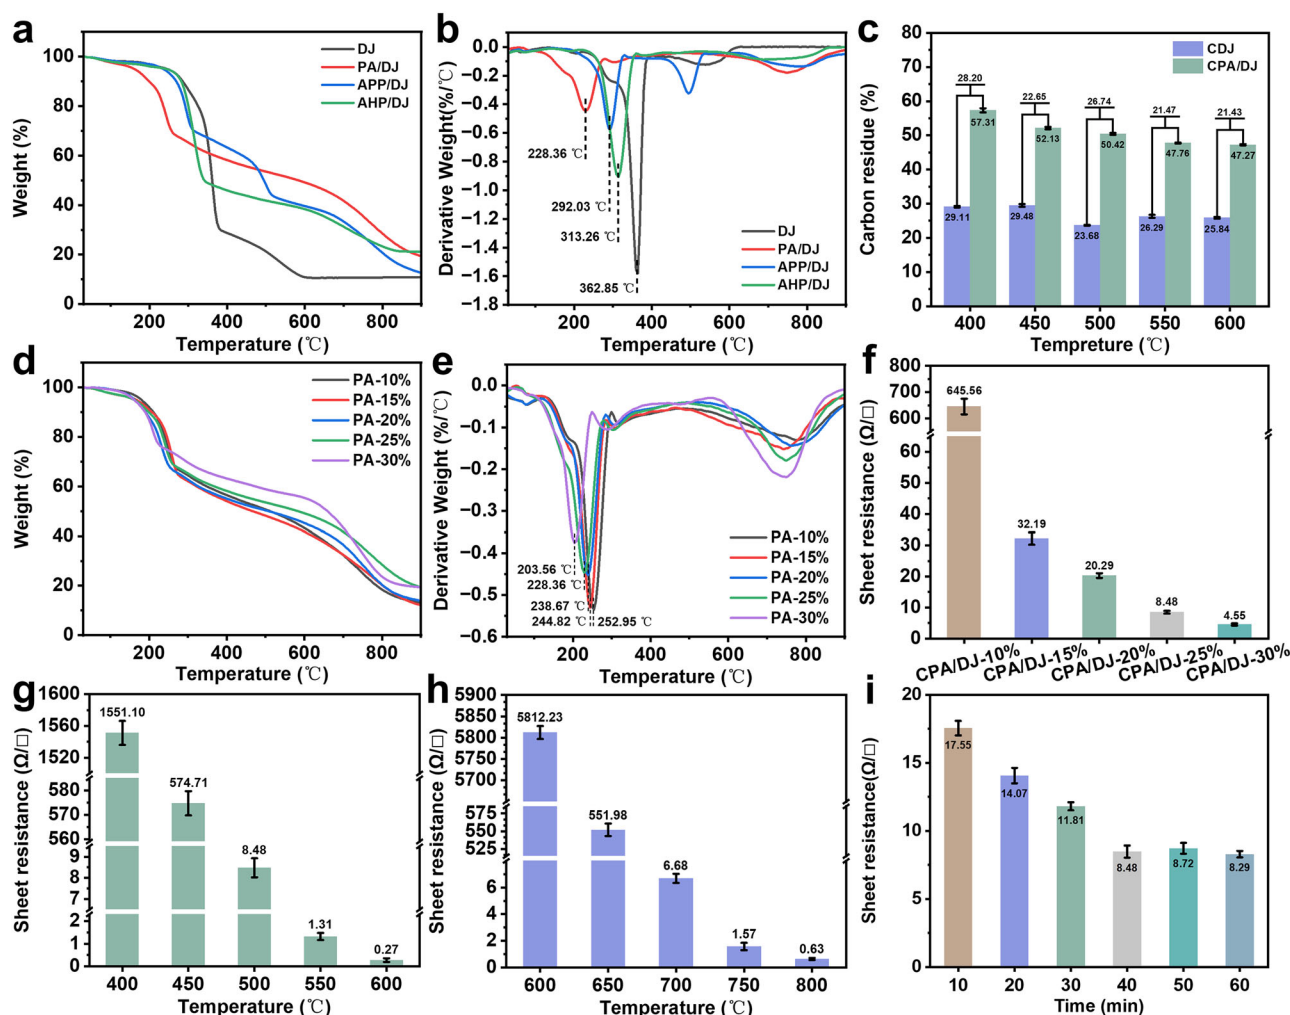 a
100
80
60
40
20
0
Weight (%)
DJ
PA/DJ
APP/DJ
AHP/DJ
200 400 600 800
Temperature (℃)
b
0.0
−0.2
−0.4
−0.6
−0.8
−1.0
−1.2
−1.4
−1.6
−1.8
Derivative Weight(%/℃)
228.36 ℃
292.03 ℃
313.26 ℃
362.85 ℃
DJ
PA/DJ
APP/DJ
AHP/DJ
200 400 600 800
Temperature (℃)
c
80
70
60
50
40
30
20
10
0
Carbon residue (%)
CDJ
CPA/DJ
28.20
22.65
26.74
21.47
21.43
57.31
52.13
50.42
47.76
47.27
29.11
29.48
23.68
26.29
25.84
400 450 500 550 600
Tempreture (℃)
d
100
80
60
40
20
0
Weight (%)
PA-10%
PA-15%
PA-20%
PA-25%
PA-30%
200 400 600 800
Temperature (℃)
e
0.0
−0.1
−0.2
−0.3
−0.4
−0.5
−0.6
Derivative Weight (%/℃)
203.56 ℃
228.36 ℃
238.67 ℃
244.82 ℃
252.95 ℃
PA-10%
PA-15%
PA-20%
PA-25%
PA-30%
200 400 600 800
Temperature (℃)
f
800
700
600
40
30
20
10
0
Sheet resistance (Ω/□)
645.56
32.19
20.29
8.48
4.55
CPA/DJ-10%
CPA/DJ-15%
CPA/DJ-20%
CPA/DJ-25%
CPA/DJ-30%
g
1600
1560
1520
580
570
560
9
8
7
6
2
1
0
Sheet resistance (Ω/□)
1551.10
574.71
8.48
1.31
0.27
400 450 500 550 600
Temperature (℃)
h
5900
5850
5800
5750
5700
575
550
525
6
4
2
0
Sheet resistance (Ω/□)
5812.23
551.98
6.68
1.57
0.63
600 650 700 750 800
Temperature (℃)
i
20
15
10
5
0
Sheet resistance(Ω/□)
17.55
14.07
11.81
8.48
8.72
8.29
10 20 30 40 50 60
Time (min)